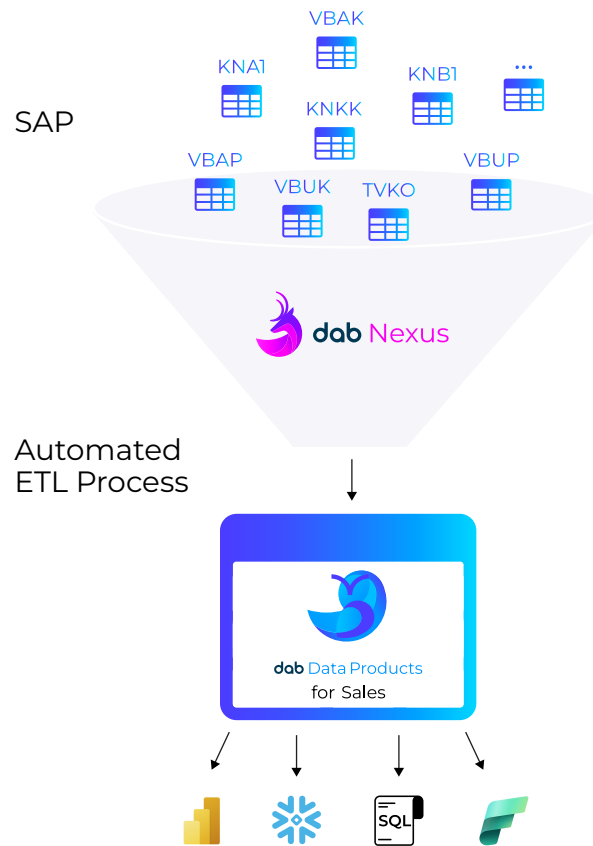 VBAK
KNA1
KNB1
...
SAP
KNKK
VBAP
VBUP
VBUK
TVKO
dab Nexus
Automated
ETL Process
dab Data Products
for Sales
SQL